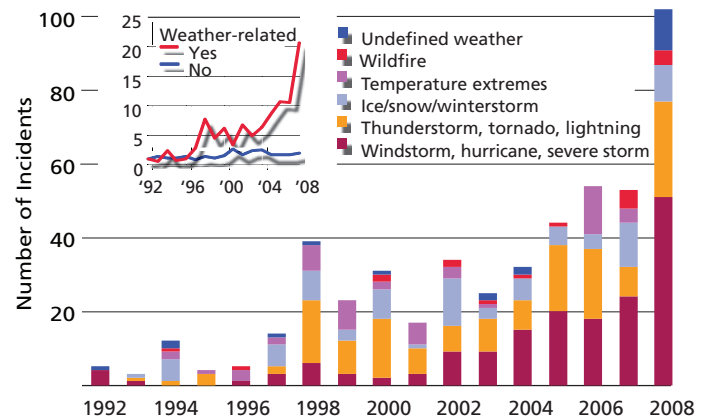 Number of Incidents
100
80
60
40
20
1992
1994
1996
1998
2000
2002
2004
2006
2008
Weather-related
Yes
No
25
20
15
10
5
0
'92
'96
'00
'04
'08
Undefined weather
Wildfire
Temperature extremes
Ice/snow/winterstorm
Thunderstorm, tornado, lightning
Windstorm, hurricane, severe storm